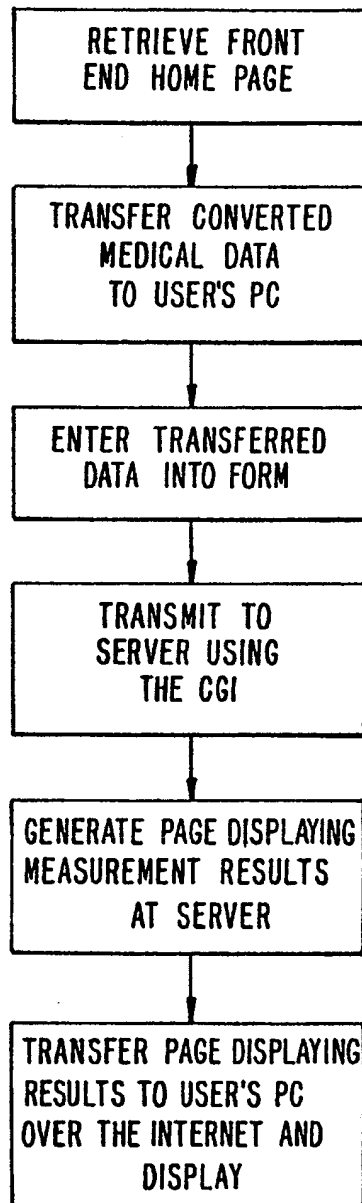 RETRIEVE FRONT
END HOME PAGE
TRANSFER CONVERTED
MEDICAL DATA
TO USER'S PC
ENTER TRANSFERRED
DATA INTO FORM
TRANSMIT TO
SERVER USING
THE CGI
GENERATE PAGE DISPLAYING
MEASUREMENT RESULTS
AT SERVER
TRANSFER PAGE DISPLAYING
RESULTS TO USER'S PC
OVER THE INTERNET AND
DISPLAY